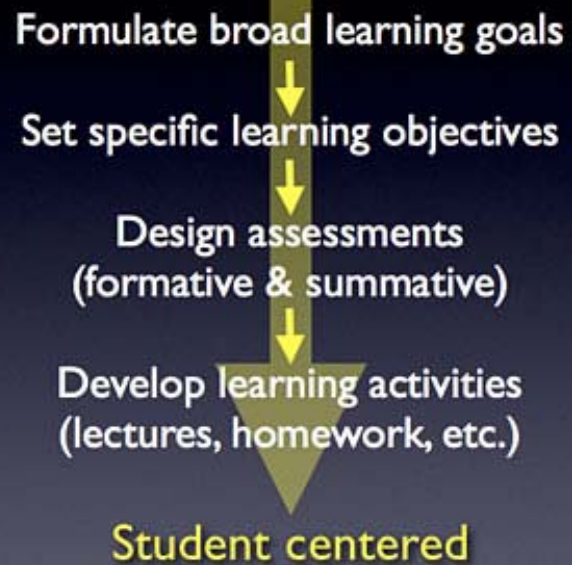 Formulate broad learning goals
Set specific learning objectives
Design assessments
(formative & summative)
Develop learning activities
(lectures, homework, etc.)
Student centered